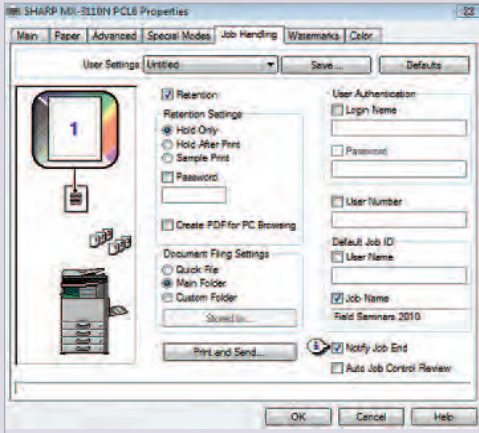 SHARP MX-3110N PCL6 Properties
Main Paper Advanced Special Modes Job Handling Watermarks Color
User Settings: Untitled Save... Defaults
1
Retention
Retention Settings
Hold Only
Hold After Print
Sample Print
Password
Create PDF for PC Browsing
Document Filing Settings
Quick File
Main Folder
Custom Folder
Stored to...
Print and Send...
User Authentication
Login Name
Password
User Number
Default Job ID
User Name
Job Name
Field Seminars 2010
Notify Job End
Auto Job Control Review
OK Cancel Help